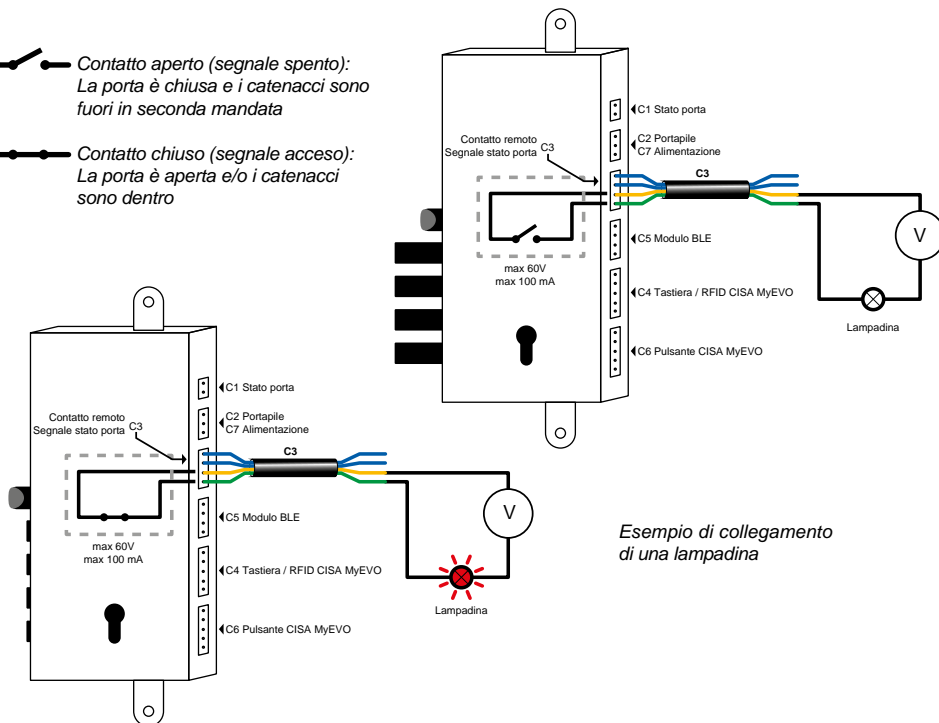 Contatto aperto (segnale spento):
La porta è chiusa e i catenacci sono
fuori in seconda mandata
Contatto chiuso (segnale acceso):
La porta è aperta e/o i catenacci
sono dentro
C1 Stato porta
C2 Portapile
C7 Alimentazione
Contatto remoto
Segnale stato porta C3
C3
V
C5 Modulo BLE
max 60V
max 100 mA
C4 Tastiera / RFID CISA MyEVO
Lampadina
C6 Pulsante CISA MyEVO
C1 Stato porta
C2 Portapile
C7 Alimentazione
Contatto remoto
Segnale stato porta C3
C3
V
C5 Modulo BLE
max 60V
max 100 mA
C4 Tastiera / RFID CISA MyEVO
Lampadina
C6 Pulsante CISA MyEVO
Esempio di collegamento
di una lampadina